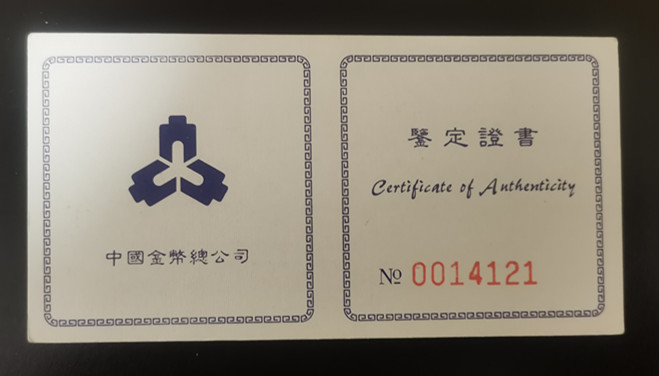 中國金幣總公司
鑒定證書
Certificate of Authenticity
№ 0014121